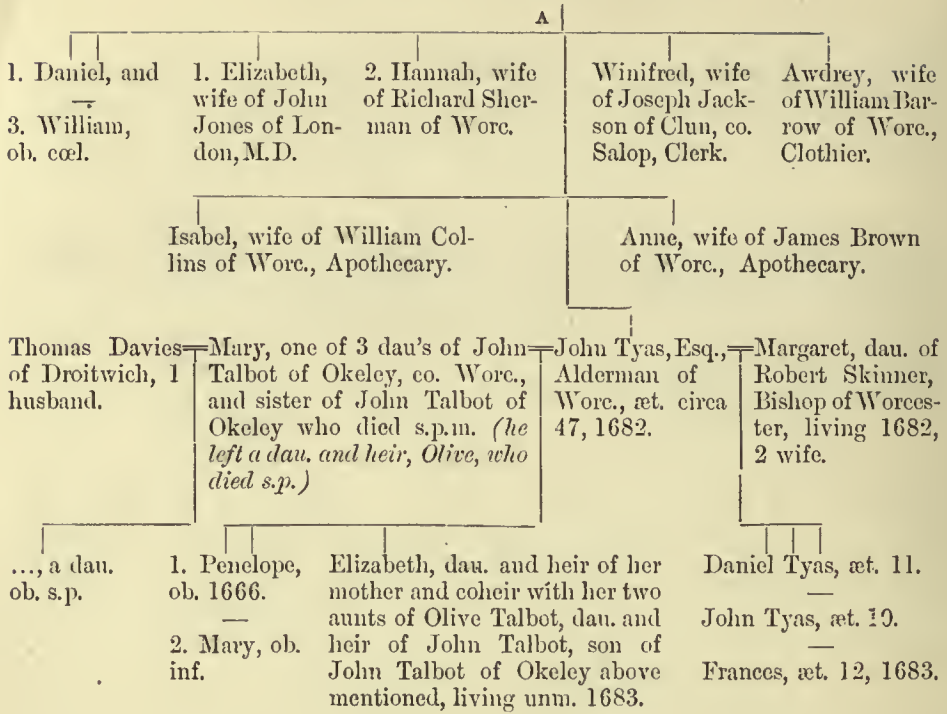 A
1. Daniel, and
—
3. William,
ob. cœl.
1. Elizabeth,
wife of John
Jones of Lon-
don, M.D.
2. Hannah, wife
of Richard Sher-
man of Worc.
Winifred, wife
of Joseph Jack-
son of Clun, co.
Salop, Clerk.
Awdrey, wife
of William Bar-
row of Worc.,
Clothier.
Isabel, wife of William Col-
lins of Worc., Apothecary.
Anne, wife of James Brown
of Worc., Apothecary.
Thomas Davies
of Droitwich, 1
husband.
Mary, one of 3 dau's of John
Talbot of Okeley, co. Worc.,
and sister of John Talbot of
Okeley who died s.p.m. (he
left a dau. and heir, Olive, who
died s.p.)
John Tyas, Esq.,
Alderman of
Worc., æt. circa
47, 1682.
Margaret, dau. of
Robert Skinner,
Bishop of Worces-
ter, living 1682,
2 wife.
..., a dau.
ob. s.p.
1. Penelope,
ob. 1666.
—
2. Mary, ob.
inf.
Elizabeth, dau. and heir of her
mother and coheir with her two
aunts of Olive Talbot, dau. and
heir of John Talbot, son of
John Talbot of Okeley above
mentioned, living unm. 1683.
Daniel Tyas, æt. 11.
—
John Tyas, æt. 10.
—
Frances, æt. 12, 1683.